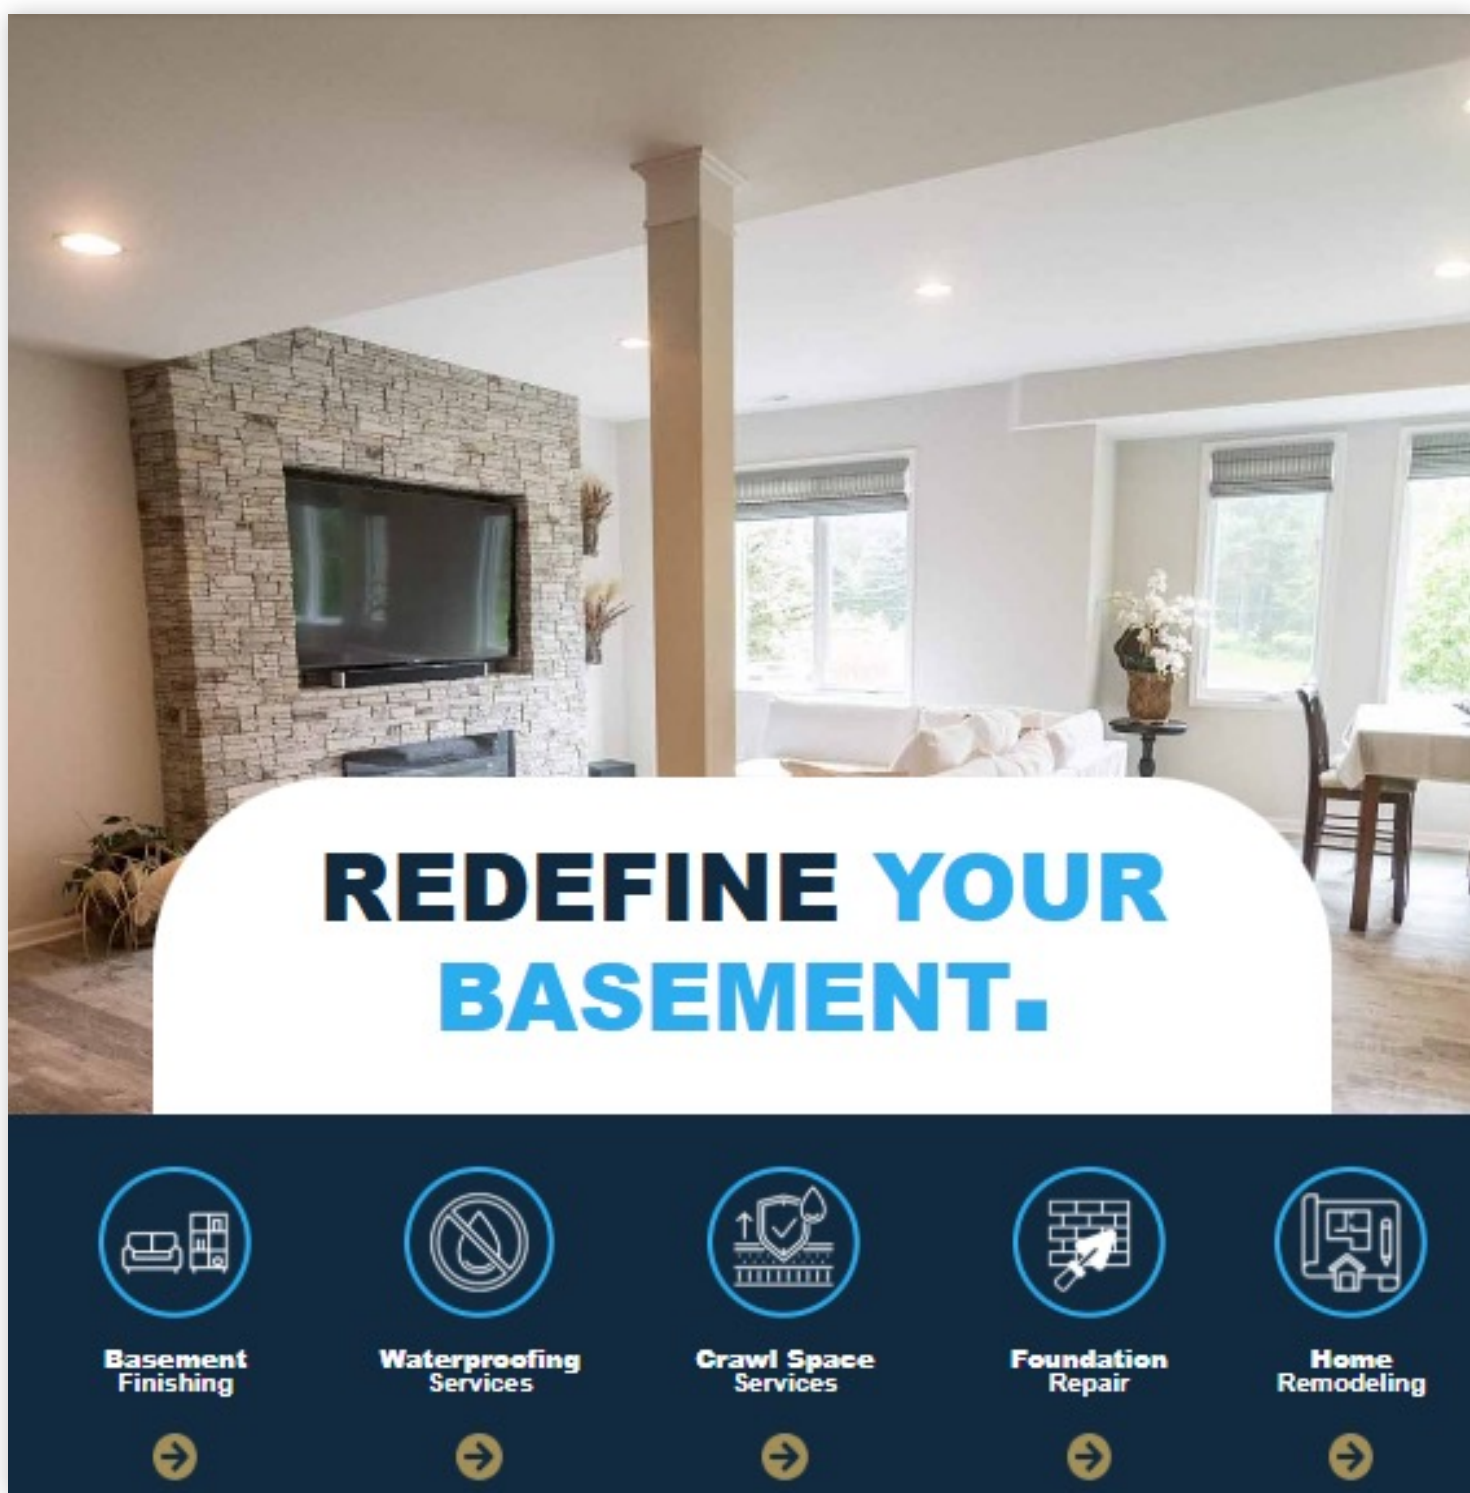 REDEFINE YOUR
BASEMENT.
Basement
Finishing
Waterproofing
Services
Crawl Space
Services
Foundation
Repair
Home
Remodeling